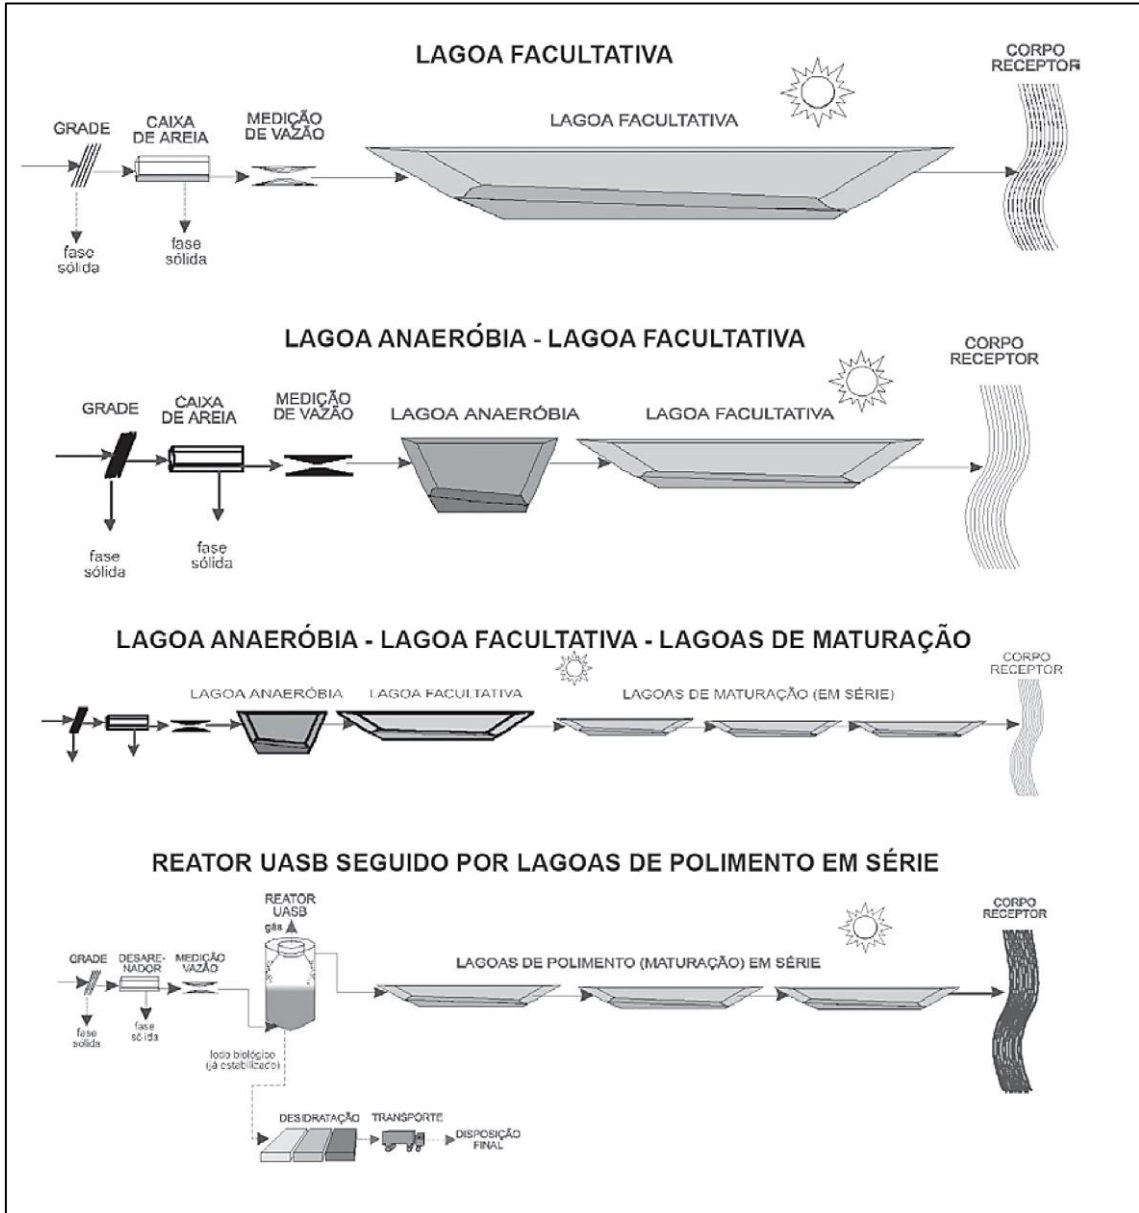 LAGOA FACULTATIVA
CORPO
RECEPTOR
GRADE
CAIXA
DE AREIA
MEDIÇÃO
DE VAZÃO
LAGOA FACULTATIVA
fase
sólida
fase
sólida
LAGOA ANAERÓBIA - LAGOA FACULTATIVA
CORPO
RECEPTOR
GRADE
CAIXA
DE AREIA
MEDIÇÃO
DE VAZÃO
LAGOA ANAERÓBIA
LAGOA FACULTATIVA
fase
sólida
fase
sólida
LAGOA ANAERÓBIA - LAGOA FACULTATIVA - LAGOAS DE MATURAÇÃO
CORPO
RECEPTOR
LAGOA ANAERÓBIA
LAGOA FACULTATIVA
LAGOAS DE MATURAÇÃO (EM SÉRIE)
REATOR UASB SEGUIDO POR LAGOAS DE POLIMENTO EM SÉRIE
REATOR
UASB
gás
CORPO
RECEPTOR
GRADE
DESARE-
NADOR
MEDIÇÃO
VAZÃO
LAGOAS DE POLIMENTO (MATURAÇÃO) EM SÉRIE
fase
sólida
fase
sólida
lodo biológico
(já estabilizado)
DESIDRATAÇÃO
TRANSPORTE
DISPOSIÇÃO
FINAL